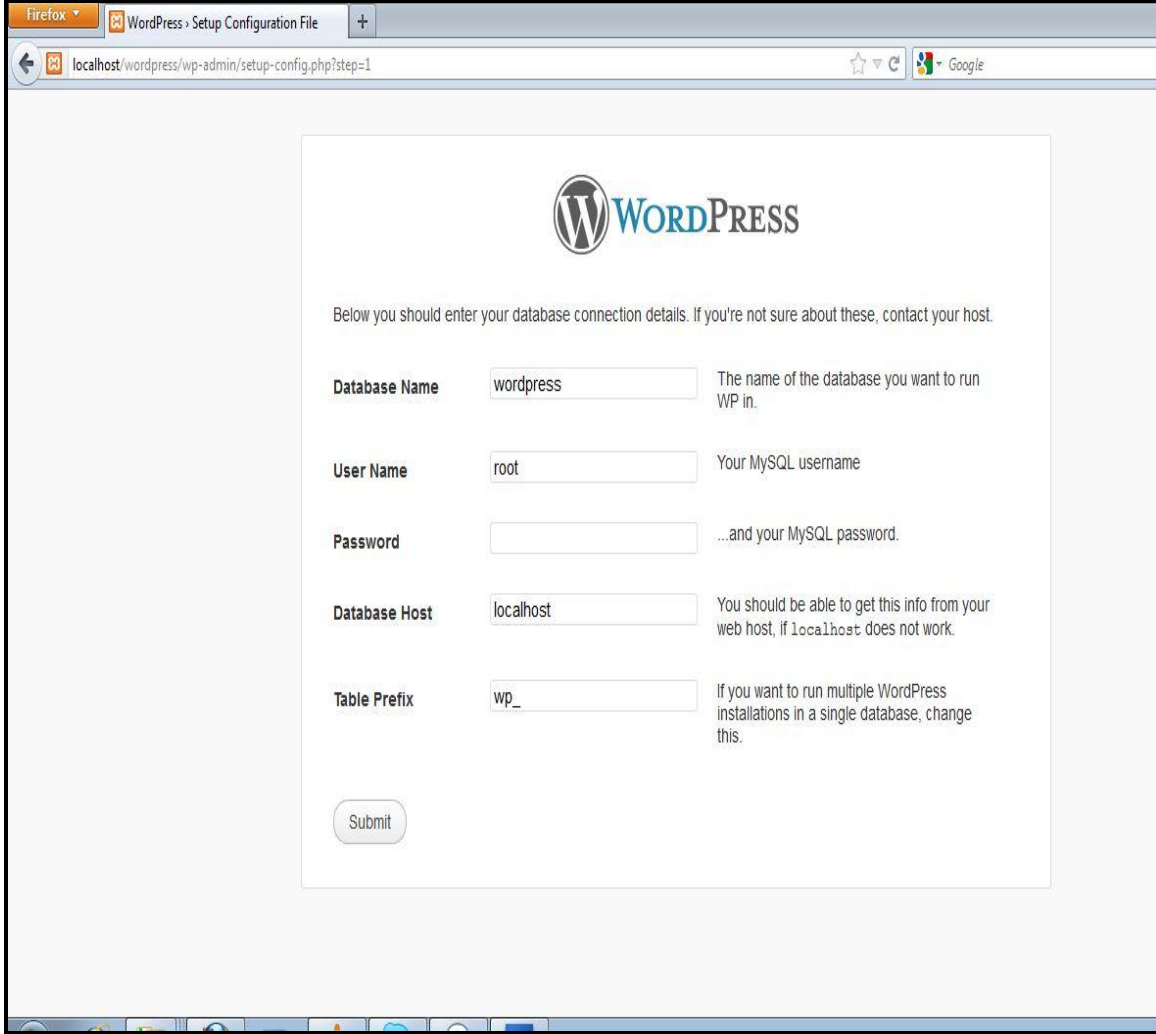 Firefox
WordPress › Setup Configuration File
+
localhost/wordpress/wp-admin/setup-config.php?step=1
Google
WORDPRESS
Below you should enter your database connection details. If you're not sure about these, contact your host.
Database Name
wordpress
The name of the database you want to run
WP in.
User Name
root
Your MySQL username
Password
...and your MySQL password.
Database Host
localhost
You should be able to get this info from your
web host, if localhost does not work.
Table Prefix
wp_
If you want to run multiple WordPress
installations in a single database, change
this.
Submit